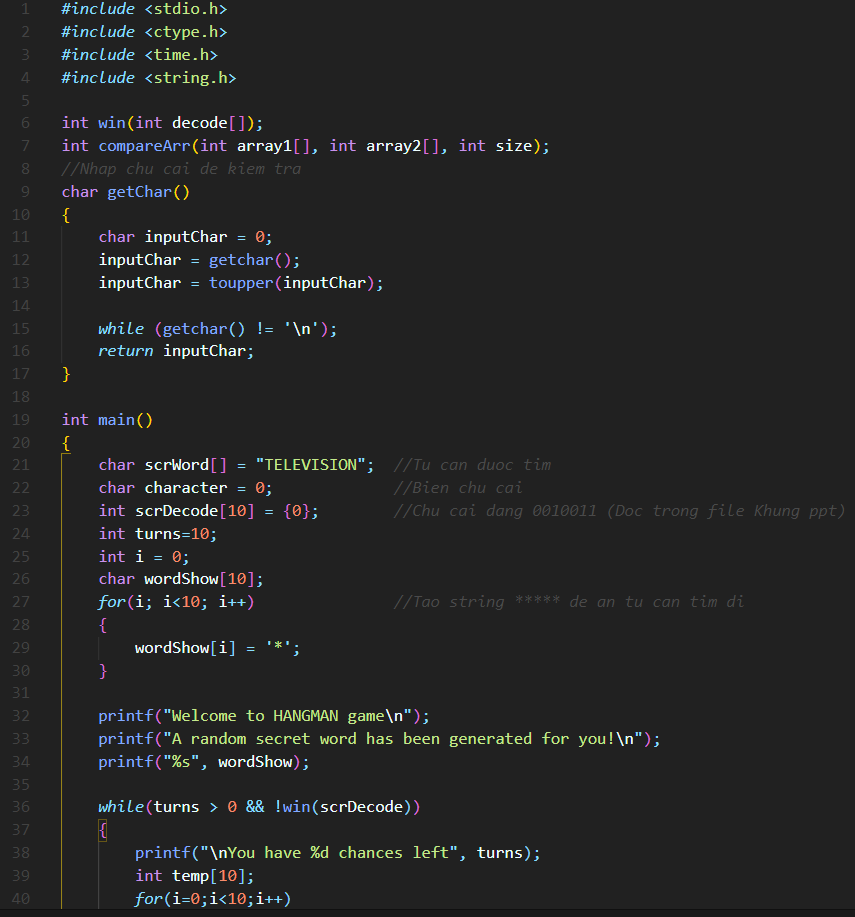 1 #include <stdio.h>
2 #include <ctype.h>
3 #include <time.h>
4 #include <string.h>
5
6 int win(int decode[]);
7 int compareArr(int array1[], int array2[], int size);
8 //Nhap chu cai de kiem tra
9 char getChar()
10 {
11     char inputChar = 0;
12     inputChar = getchar();
13     inputChar = toupper(inputChar);
14
15     while (getchar() != '\n');
16     return inputChar;
17 }
18
19 int main()
20 {
21     char scrWord[] = "TELEVISION";  //Tu can duoc tim
22     char character = 0;             //Bien chu cai
23     int scrDecode[10] = {0};        //Chu cai dang 0010011 (Doc trong file Khung ppt)
24     int turns=10;
25     int i = 0;
26     char wordShow[10];
27     for(i; i<10; i++)               //Tao string ***** de an tu can tim di
28     {
29         wordShow[i] = '*';
30     }
31
32     printf("Welcome to HANGMAN game\n");
33     printf("A random secret word has been generated for you!\n");
34     printf("%s", wordShow);
35
36     while(turns > 0 && !win(scrDecode))
37     {
38         printf("\nYou have %d chances left", turns);
39         int temp[10];
40         for(i=0;i<10;i++)